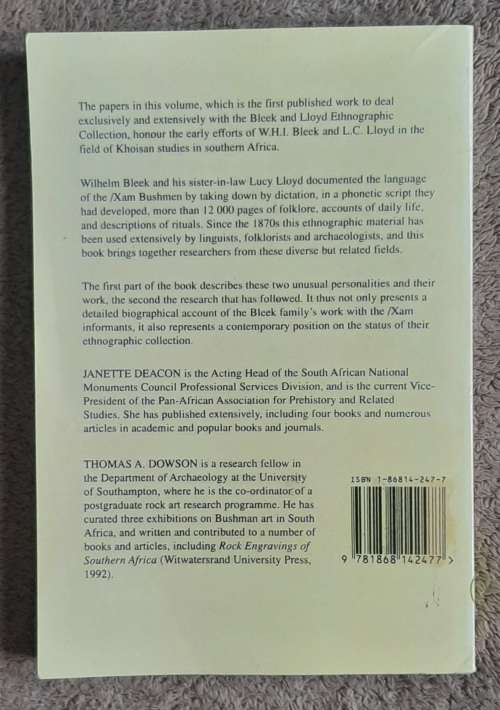 The papers in this volume, which is the first published work to deal
exclusively and extensively with the Bleek and Lloyd Ethnographic
Collection, honour the early efforts of W.H.I. Bleek and L.C. Lloyd in the
field of Khoisan studies in southern Africa.
Wilhelm Bleek and his sister-in-law Lucy Lloyd documented the language
of the /Xam Bushmen by taking down by dictation, in a phonetic script they
had developed, more than 12 000 pages of folklore, accounts of daily life,
and descriptions of rituals. Since the 1870s this ethnographic material has
been used extensively by linguists, folklorists and archaeologists, and this
book brings together researchers from these diverse but related fields.
The first part of the book describes these two unusual personalities and their
work, the second the research that has followed. It thus not only presents a
detailed biographical account of the Bleek family's work with the /Xam
informants, it also represents a contemporary position on the status of their
ethnographic collection.
JANETTE DEACON is the Acting Head of the South African National
Monuments Council Professional Services Division, and is the current Vice-
President of the Pan-African Association for Prehistory and Related
Studies. She has published extensively, including four books and numerous
articles in academic and popular books and journals.
THOMAS A. DOWSON is a research fellow in
the Department of Archaeology at the University
of Southampton, where he is the co-ordinator of a
postgraduate rock art research programme. He has
curated three exhibitions on Bushman art in South
Africa, and written and contributed to a number of
books and articles, including Rock Engravings of
Southern Africa (Witwatersrand University Press,
1992).
ISBN 1-86814-247-7
9 781868 142477 >